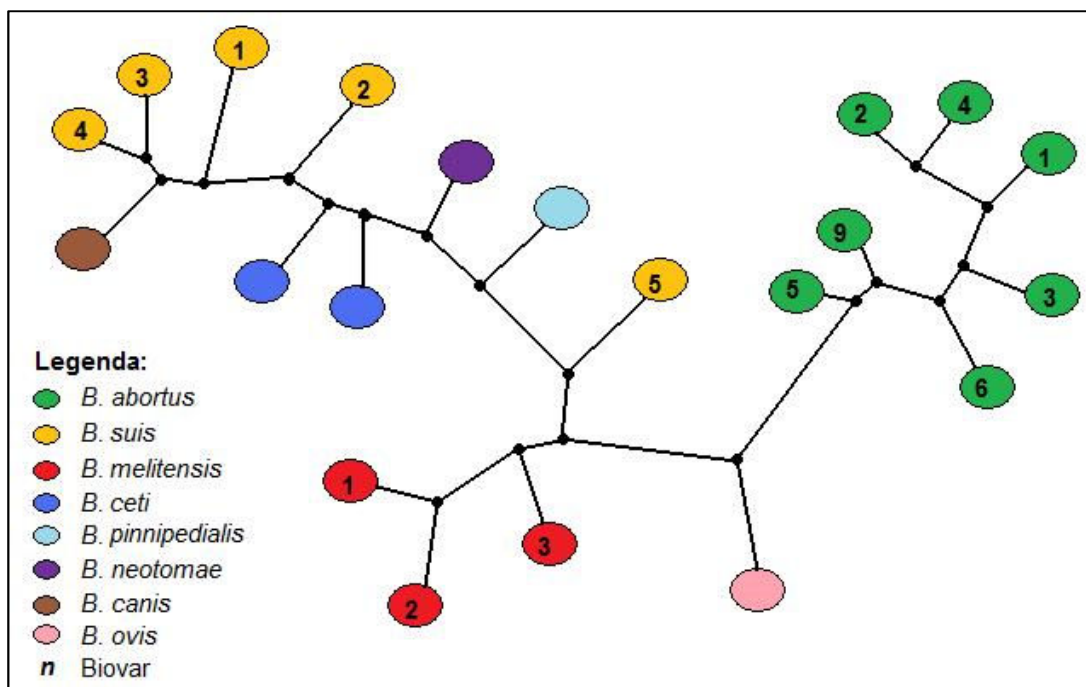 1
3
2
4
4
2
1
9
5
5
3
6
1
3
2
Legenda:
B. abortus
B. suis
B. melitensis
B. ceti
B. pinnipedialis
B. neotomae
B. canis
B. ovis
n Biovar